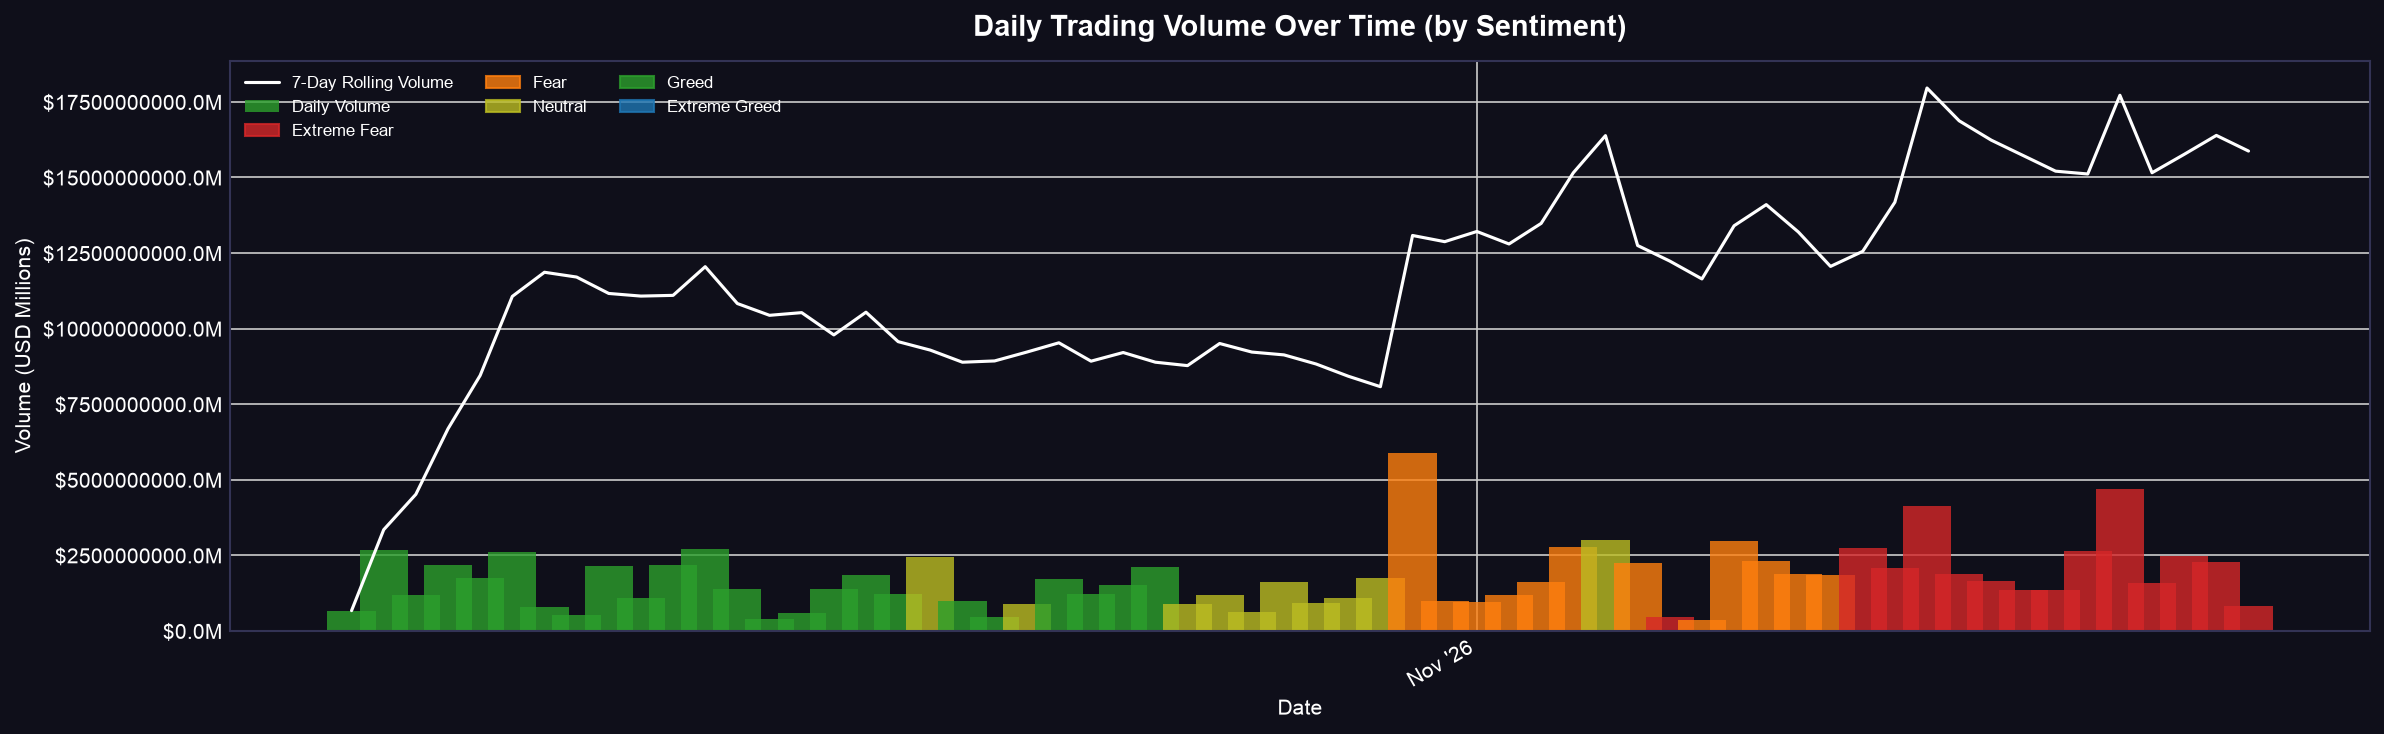 Daily Trading Volume Over Time (by Sentiment)
7-Day Rolling Volume
Daily Volume
Extreme Fear
Fear
Neutral
Greed
Extreme Greed
Volume (USD Millions)
$17500000000.0M
$15000000000.0M
$12500000000.0M
$10000000000.0M
$7500000000.0M
$5000000000.0M
$2500000000.0M
$0.0M
Nov '26
Date